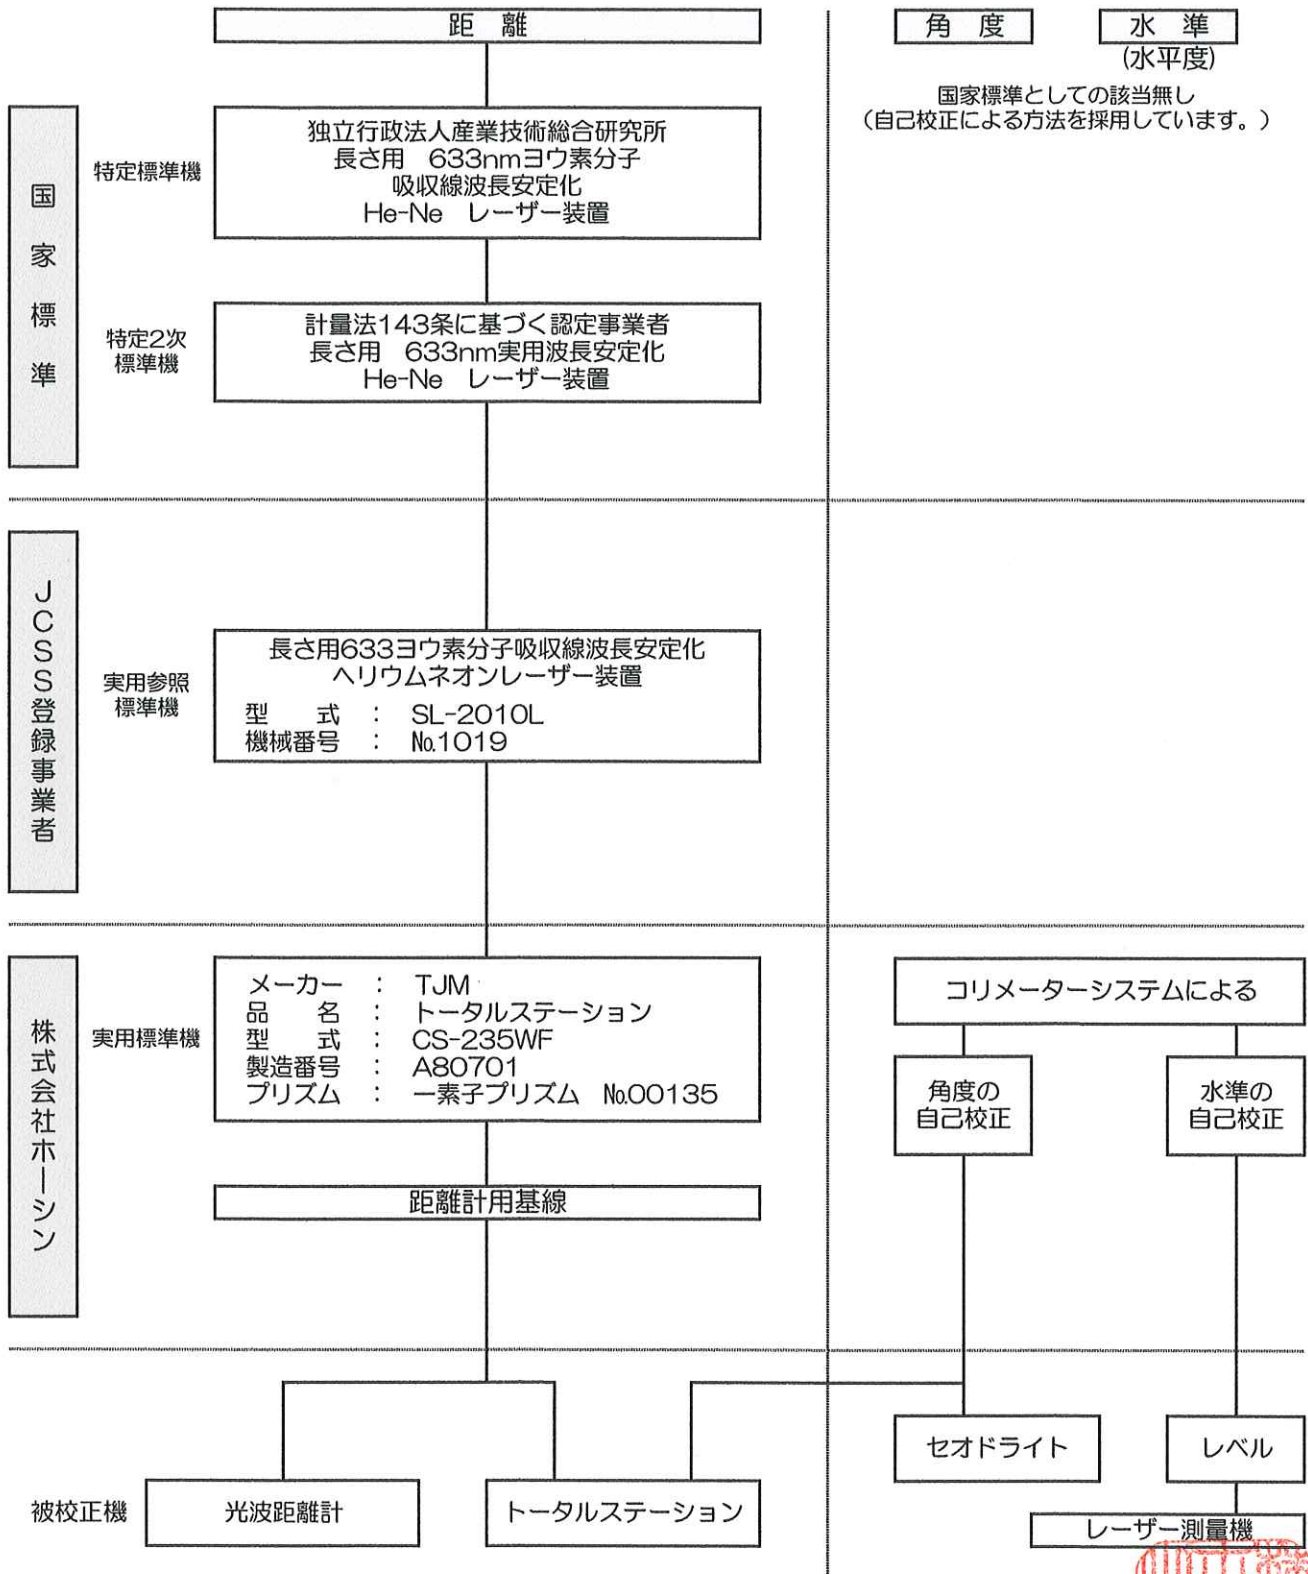 距　離
角　度
水　準
(水平度)
国家標準としての該当無し
（自己校正による方法を採用しています。）
国家標準
特定標準機
独立行政法人産業技術総合研究所
長さ用　633nmヨウ素分子
吸収線波長安定化
He-Ne　レーザー装置
特定2次
標準機
計量法143条に基づく認定事業者
長さ用　633nm実用波長安定化
He-Ne　レーザー装置
JCSS登録事業者
実用参照
標準機
長さ用633ヨウ素分子吸収線波長安定化
ヘリウムネオンレーザー装置
型　　式　：　SL-2010L
機械番号　：　№1019
株式会社ホーシン
実用標準機
メーカー　：　TJM
品　　名　：　トータルステーション
型　　式　：　CS-235WF
製造番号　：　A80701
プリズム　：　一素子プリズム　№00135
距離計用基線
コリメーターシステムによる
角度の
自己校正
水準の
自己校正
セオドライト
レベル
被校正機
光波距離計
トータルステーション
レーザー測量機